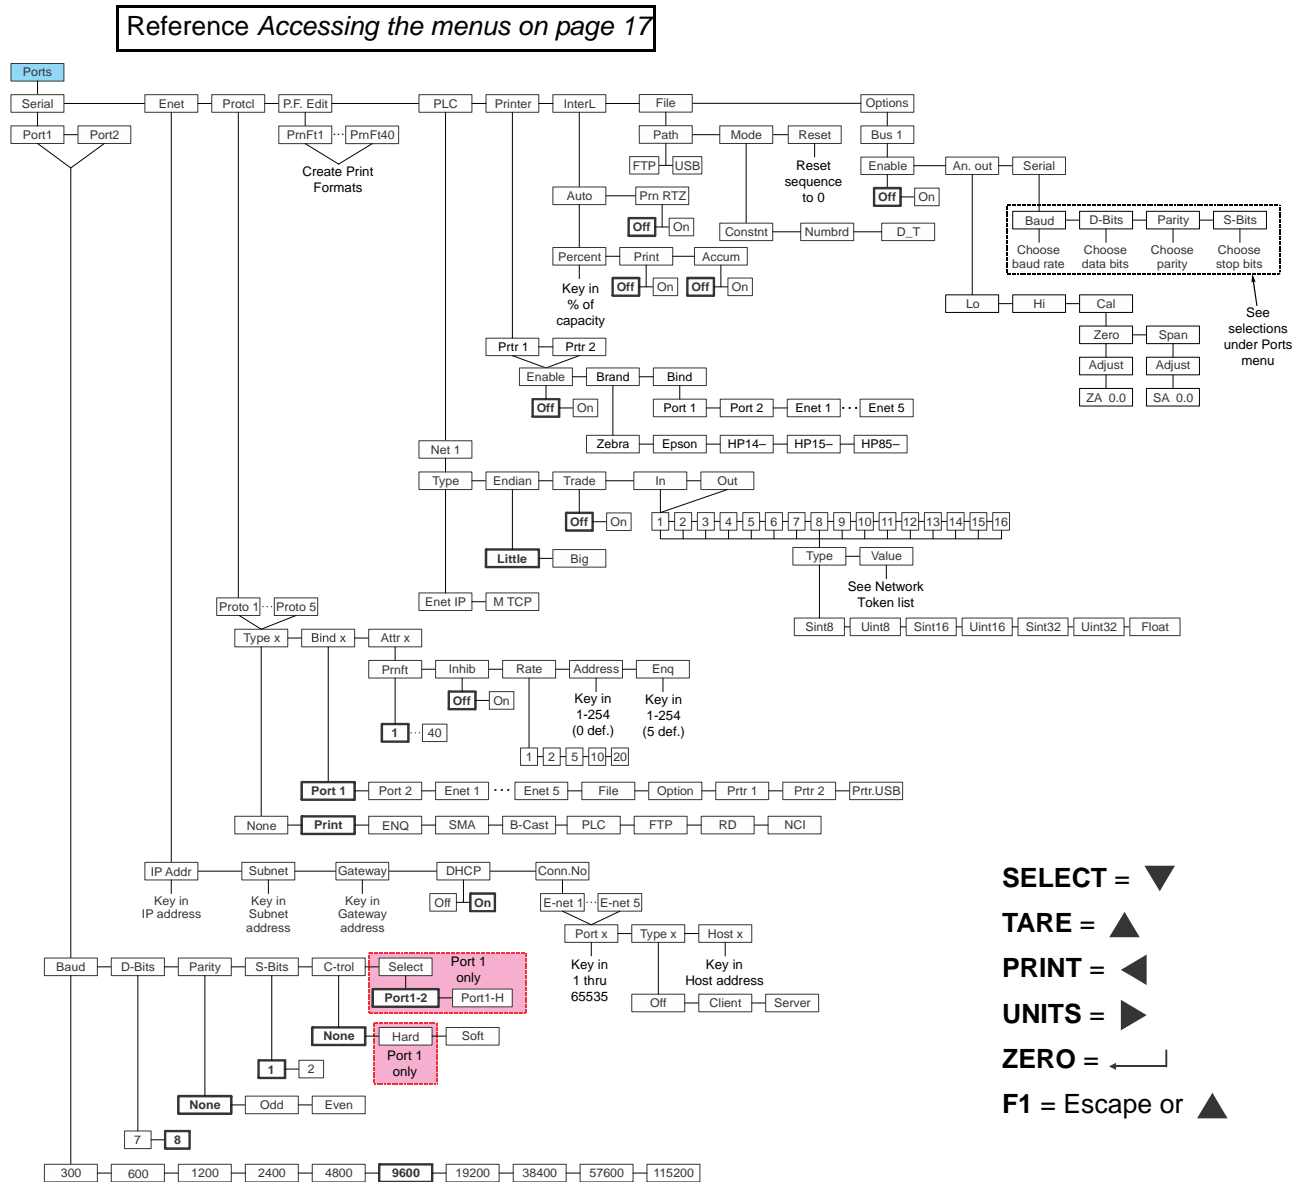 Reference Accessing the menus on page 17
Ports
Serial Enet Protcl P.F. Edit PLC Printer InterL File Options
Port1 Port2 PrnFt1 ··· PrnFt40 Path Mode Reset Bus 1
Create Print
Formats
FTP USB
Reset
sequence
to 0
Enable An. out Serial
Off On
Auto Prn RTZ
Off On
Constnt Numbrd D_T
Baud D-Bits Parity S-Bits
Choose
baud rate
Choose
data bits
Choose
parity
Choose
stop bits
See
selections
under Ports
menu
Percent Print Accum
Key in
% of
capacity
Off On Off On
Lo Hi Cal
Zero Span
Adjust Adjust
ZA 0.0 SA 0.0
Prtr 1 Prtr 2
Enable Brand Bind
Off On
Port 1 Port 2 Enet 1 ··· Enet 5
Zebra Epson HP14– HP15– HP85–
Net 1
Type Endian Trade In Out
Off On
1 2 3 4 5 6 7 8 9 10 11 12 13 14 15 16
Little Big
Type Value
See Network
Token list
Enet IP M TCP
Sint8 Uint8 Sint16 Uint16 Sint32 Uint32 Float
Proto 1 ··· Proto 5
Type x Bind x Attr x
Prnft Inhib Rate Address Enq
Off On
Key in
1-254
(0 def.)
Key in
1-254
(5 def.)
1 ··· 40
1 2 5 10 20
Port 1 Port 2 Enet 1 ··· Enet 5 File Option Prtr 1 Prtr 2 Prtr.USB
None Print ENQ SMA B-Cast PLC FTP RD NCI
IP Addr Subnet Gateway DHCP Conn.No
Key in
IP address
Key in
Subnet
address
Key in
Gateway
address
Off On
E-net 1 ··· E-net 5
Port x Type x Host x
Key in
1 thru
65535
Key in
Host address
Off Client Server
Baud D-Bits Parity S-Bits C-trol Select
Port 1
only
Port1-2 Port1-H
None Hard Soft
Port 1
only
1 2
None Odd Even
7 8
300 600 1200 2400 4800 9600 19200 38400 57600 115200
SELECT = ▼
TARE = ▲
PRINT = ◀
UNITS = ▶
ZERO = ↵
F1 = Escape or ▲